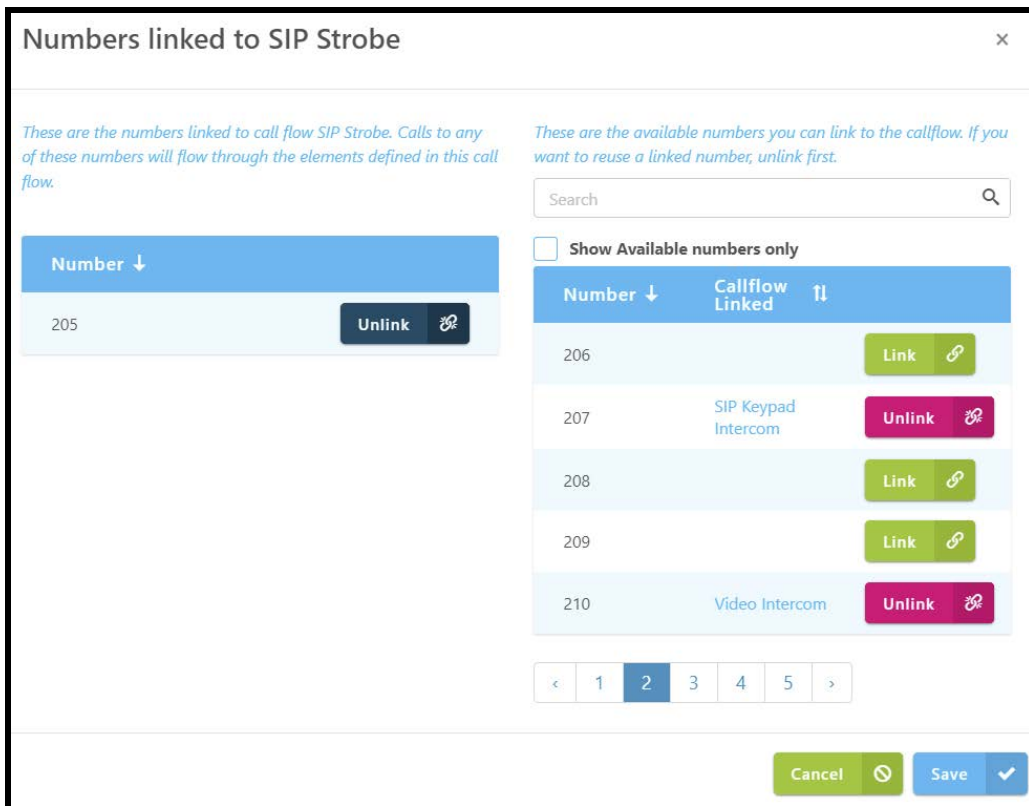 Numbers linked to SIP Strobe
×
These are the numbers linked to call flow SIP Strobe. Calls to any
of these numbers will flow through the elements defined in this call
flow.
Number ↓
205 Unlink
These are the available numbers you can link to the callflow. If you
want to reuse a linked number, unlink first.
Search
Show Available numbers only
Number ↓ Callflow
Linked
206 Link
207 SIP Keypad
Intercom Unlink
208 Link
209 Link
210 Video Intercom Unlink
‹ 1 2 3 4 5 ›
Cancel Save